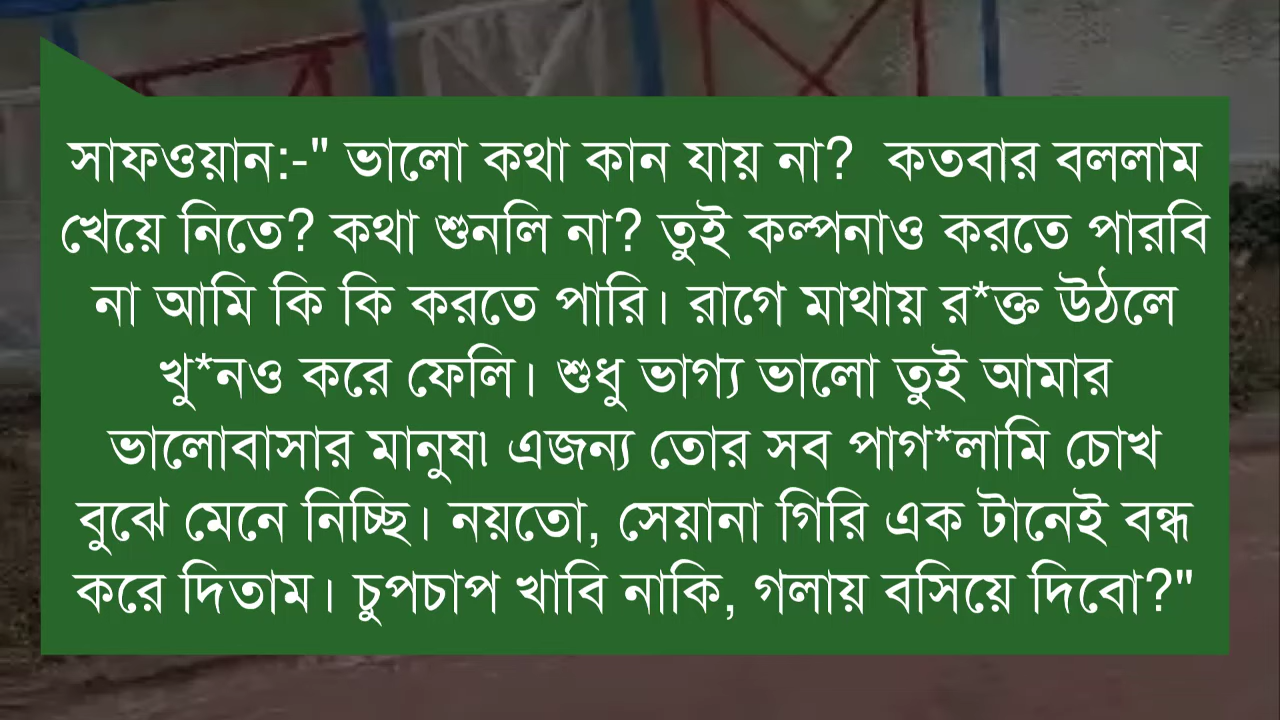 সাফওয়ান:-" ভালো কথা কান যায় না?  কতবার বললাম
খেয়ে নিতে? কথা শুনলি না? তুই কল্পনাও করতে পারবি
না আমি কি কি করতে পারি। রাগে মাথায় র*ক্ত উঠলে
খু*নও করে ফেলি। শুধু ভাগ্য ভালো তুই আমার
ভালোবাসার মানুষ৷ এজন্য তোর সব পাগ*লামি চোখ
বুঝে মেনে নিচ্ছি। নয়তো, সেয়ানা গিরি এক টানেই বন্ধ
করে দিতাম। চুপচাপ খাবি নাকি, গলায় বসিয়ে দিবো?"